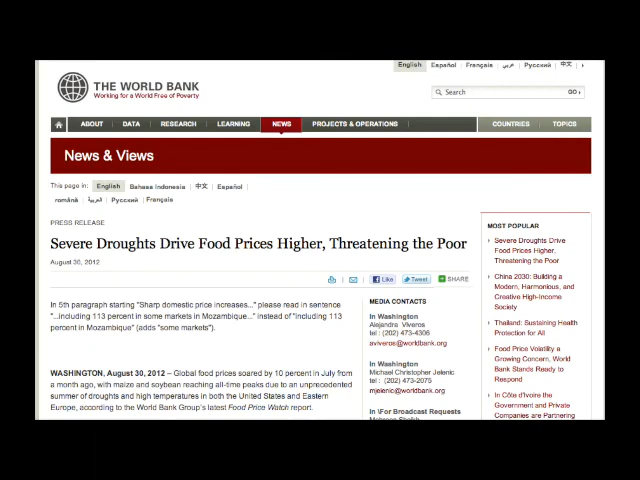 English Español Français عربي Русский 中文 ›
THE WORLD BANK
Working for a World Free of Poverty
Search GO ›
ABOUT DATA RESEARCH LEARNING NEWS PROJECTS & OPERATIONS COUNTRIES TOPICS
News & Views
This page in: English Bahasa Indonesia 中文 Español
română العربية Русский Français
PRESS RELEASE
Severe Droughts Drive Food Prices Higher, Threatening the Poor
August 30, 2012
Like Tweet SHARE
In 5th paragraph starting "Sharp domestic price increases..." please read in sentence
"...including 113 percent in some markets in Mozambique..." instead of "including 113
percent in Mozambique" (adds "some markets").
WASHINGTON, August 30, 2012 – Global food prices soared by 10 percent in July from
a month ago, with maize and soybean reaching all-time peaks due to an unprecedented
summer of droughts and high temperatures in both the United States and Eastern
Europe, according to the World Bank Group's latest Food Price Watch report.
MEDIA CONTACTS
In Washington
Alejandra Viveros
tel : (202) 473-4306
aviveros@worldbank.org
In Washington
Michael Christopher Jelenic
tel : (202) 473-2075
mjelenic@worldbank.org
In \For Broadcast Requests
MOST POPULAR
› Severe Droughts Drive
Food Prices Higher,
Threatening the Poor
› China 2030: Building a
Modern, Harmonious, and
Creative High-Income
Society
› Thailand: Sustaining Health
Protection for All
› Food Price Volatility a
Growing Concern, World
Bank Stands Ready to
Respond
› In Côte d'Ivoire the
Government and Private
Companies are Partnering